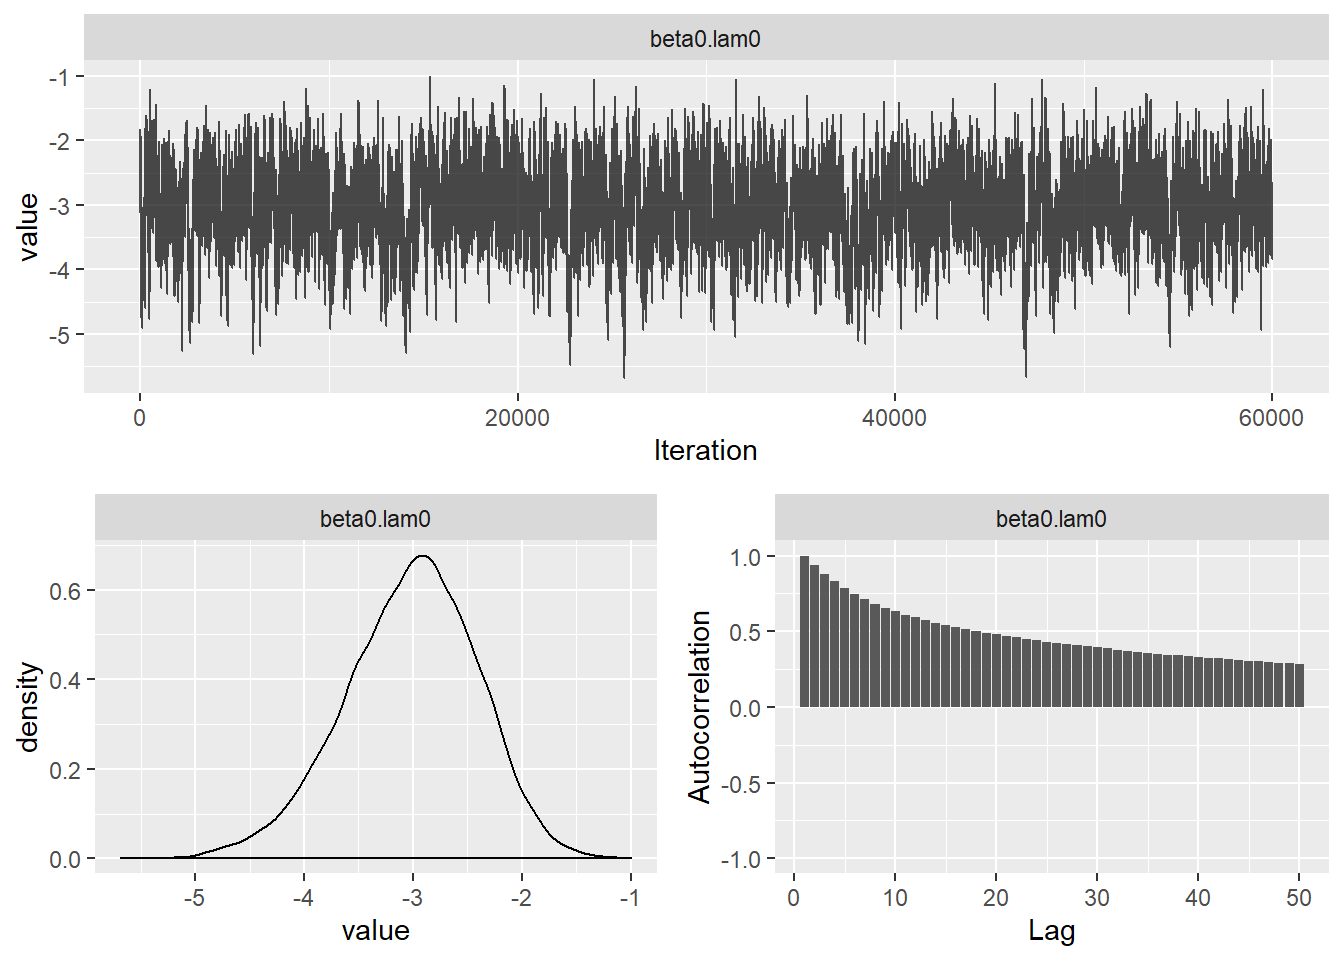 beta0.lam0
-1
-2
-3
-4
-5
value
0 20000 40000 60000
Iteration
beta0.lam0
0.6
0.4
0.2
0.0
density
-5 -4 -3 -2 -1
value
beta0.lam0
1.0
0.5
0.0
-0.5
-1.0
Autocorrelation
0 10 20 30 40 50
Lag